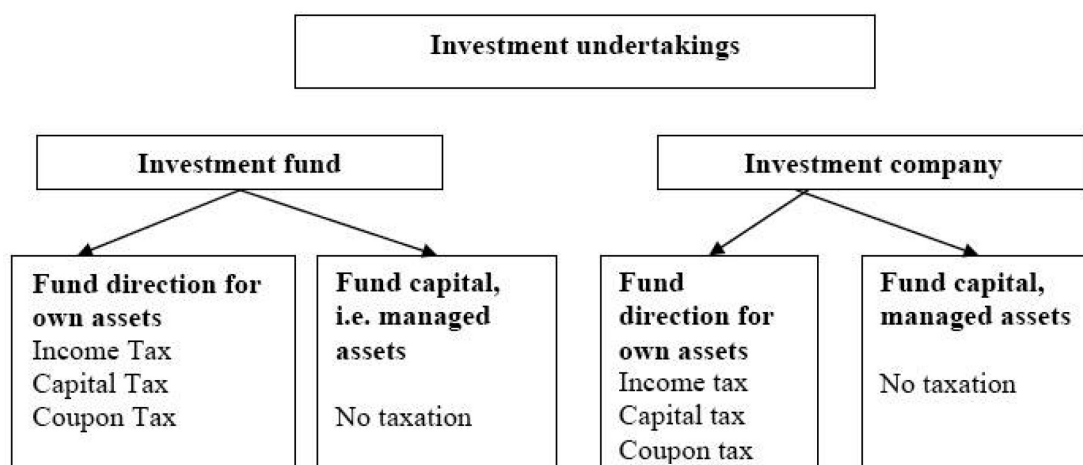 Investment undertakings
Investment fund
Investment company
Fund direction for
own assets
Income Tax
Capital Tax
Coupon Tax
Fund capital,
i.e. managed
assets
No taxation
Fund
direction for
own assets
Income tax
Capital tax
Coupon tax
Fund capital,
managed assets
No taxation